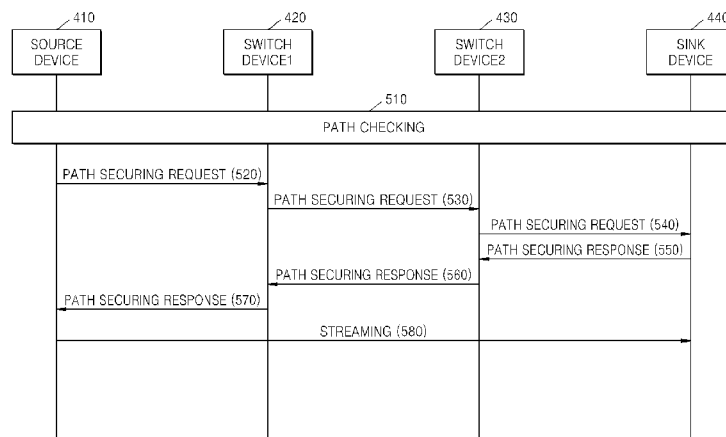 410
420
430
440
SOURCE
DEVICE
SWITCH
DEVICE1
SWITCH
DEVICE2
SINK
DEVICE
510
PATH CHECKING
PATH SECURING REQUEST (520)
PATH SECURING REQUEST (530)
PATH SECURING REQUEST (540)
PATH SECURING RESPONSE (550)
PATH SECURING RESPONSE (560)
PATH SECURING RESPONSE (570)
STREAMING (580)